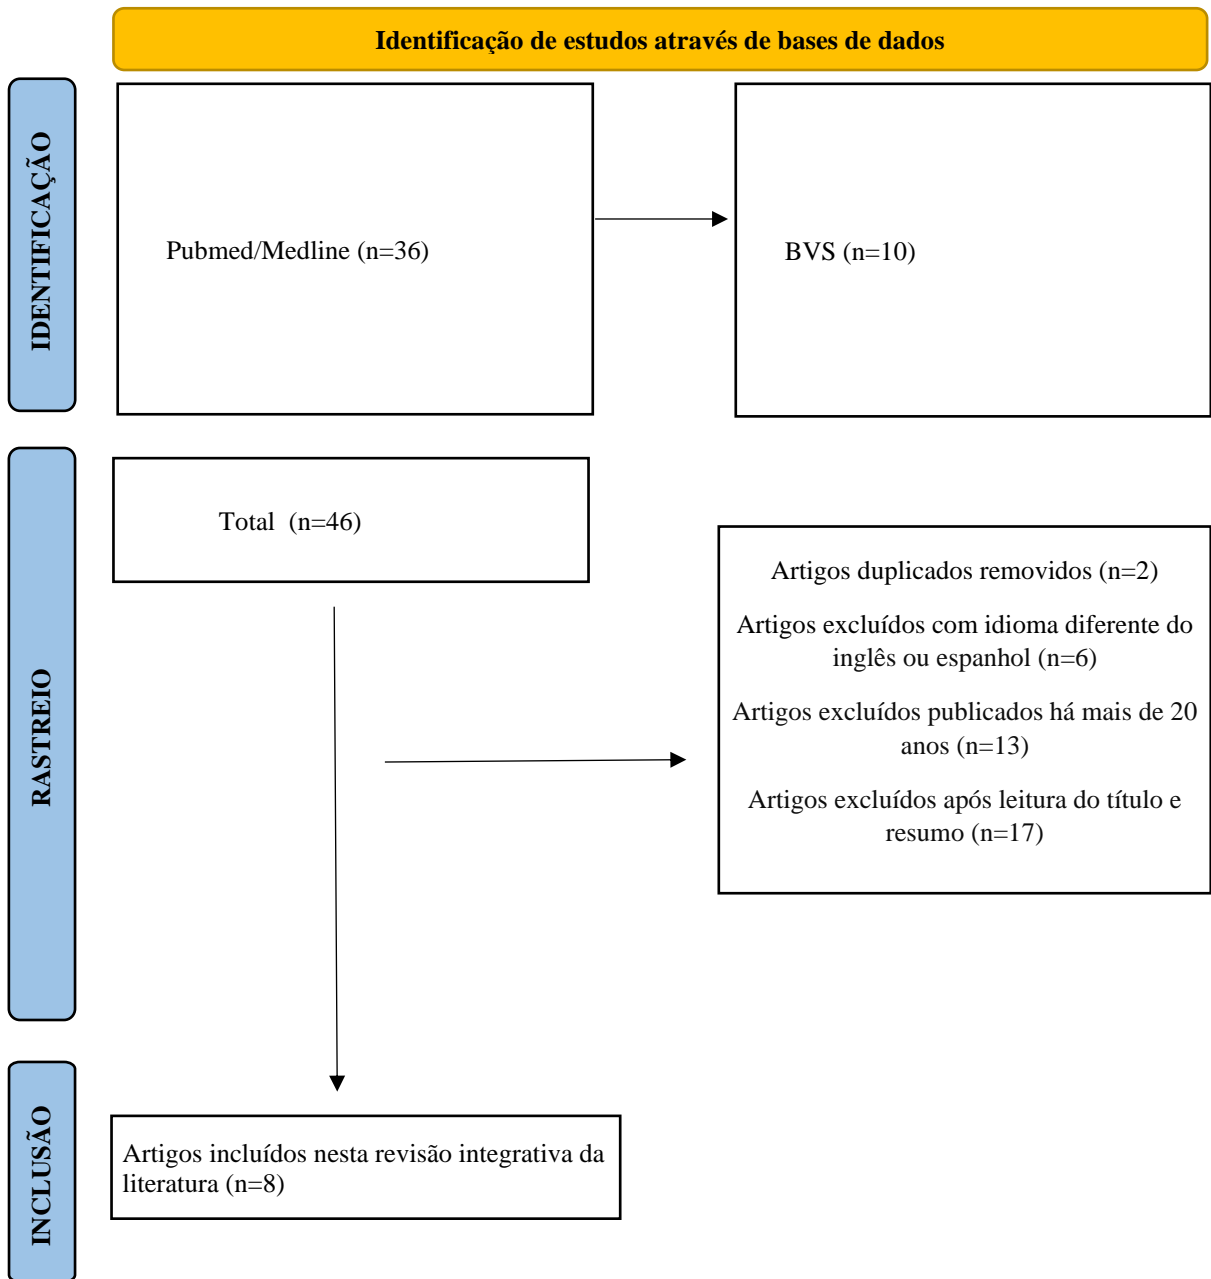 Identificação de estudos através de bases de dados
IDENTIFICAÇÃO
Pubmed/Medline (n=36)
BVS (n=10)
RASTREIO
Total  (n=46)
Artigos duplicados removidos (n=2)
Artigos excluídos com idioma diferente do
inglês ou espanhol (n=6)
Artigos excluídos publicados há mais de 20
anos (n=13)
Artigos excluídos após leitura do título e
resumo (n=17)
INCLUSÃO
Artigos incluídos nesta revisão integrativa da
literatura (n=8)